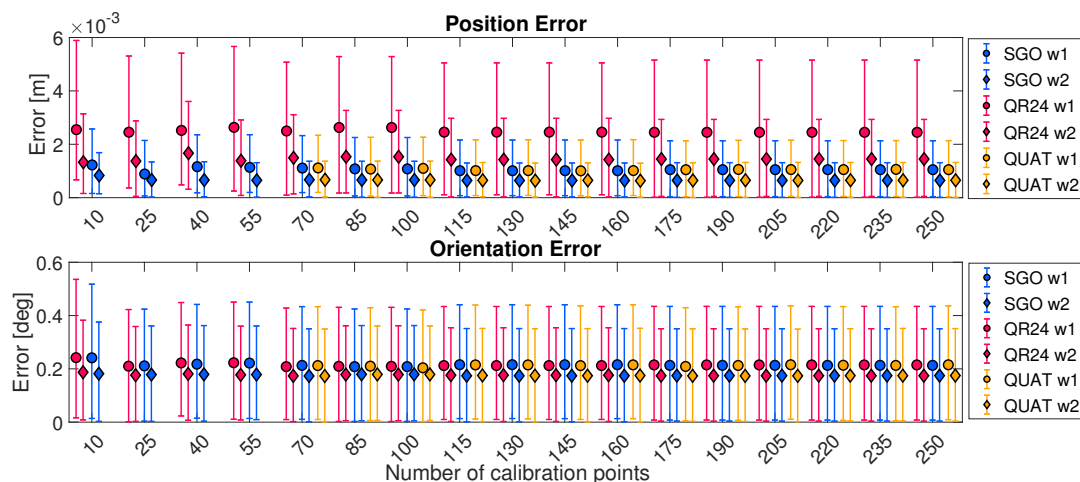 Position Error
×10⁻³
6
4
2
0
Error [m]
10 25 40 55 70 85 100 115 130 145 160 175 190 205 220 235 250
SGO w1
SGO w2
QR24 w1
QR24 w2
QUAT w1
QUAT w2
Orientation Error
0.6
0.4
0.2
0
Error [deg]
10 25 40 55 70 85 100 115 130 145 160 175 190 205 220 235 250
Number of calibration points
SGO w1
SGO w2
QR24 w1
QR24 w2
QUAT w1
QUAT w2